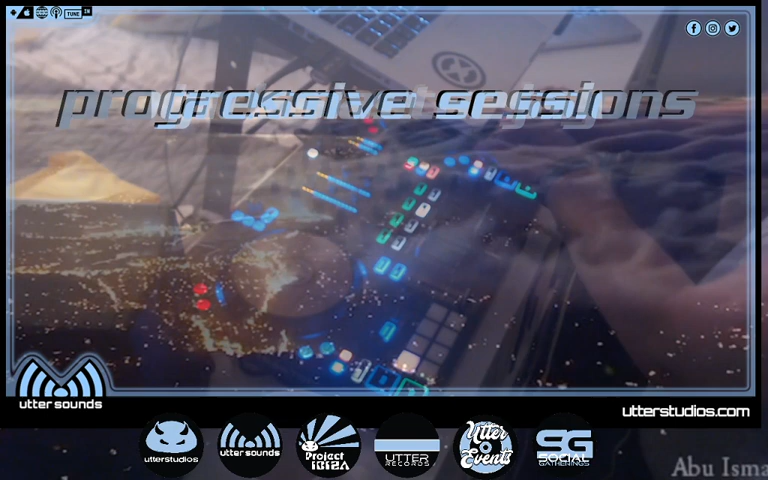 TUNE IN
progressive sessions
utter sounds
utterstudios.com
utterstudios
utter sounds
Project IBIZA
UTTER RECORDS
Utter Events
SG SOCIAL GATHERINGS
Abu Isma